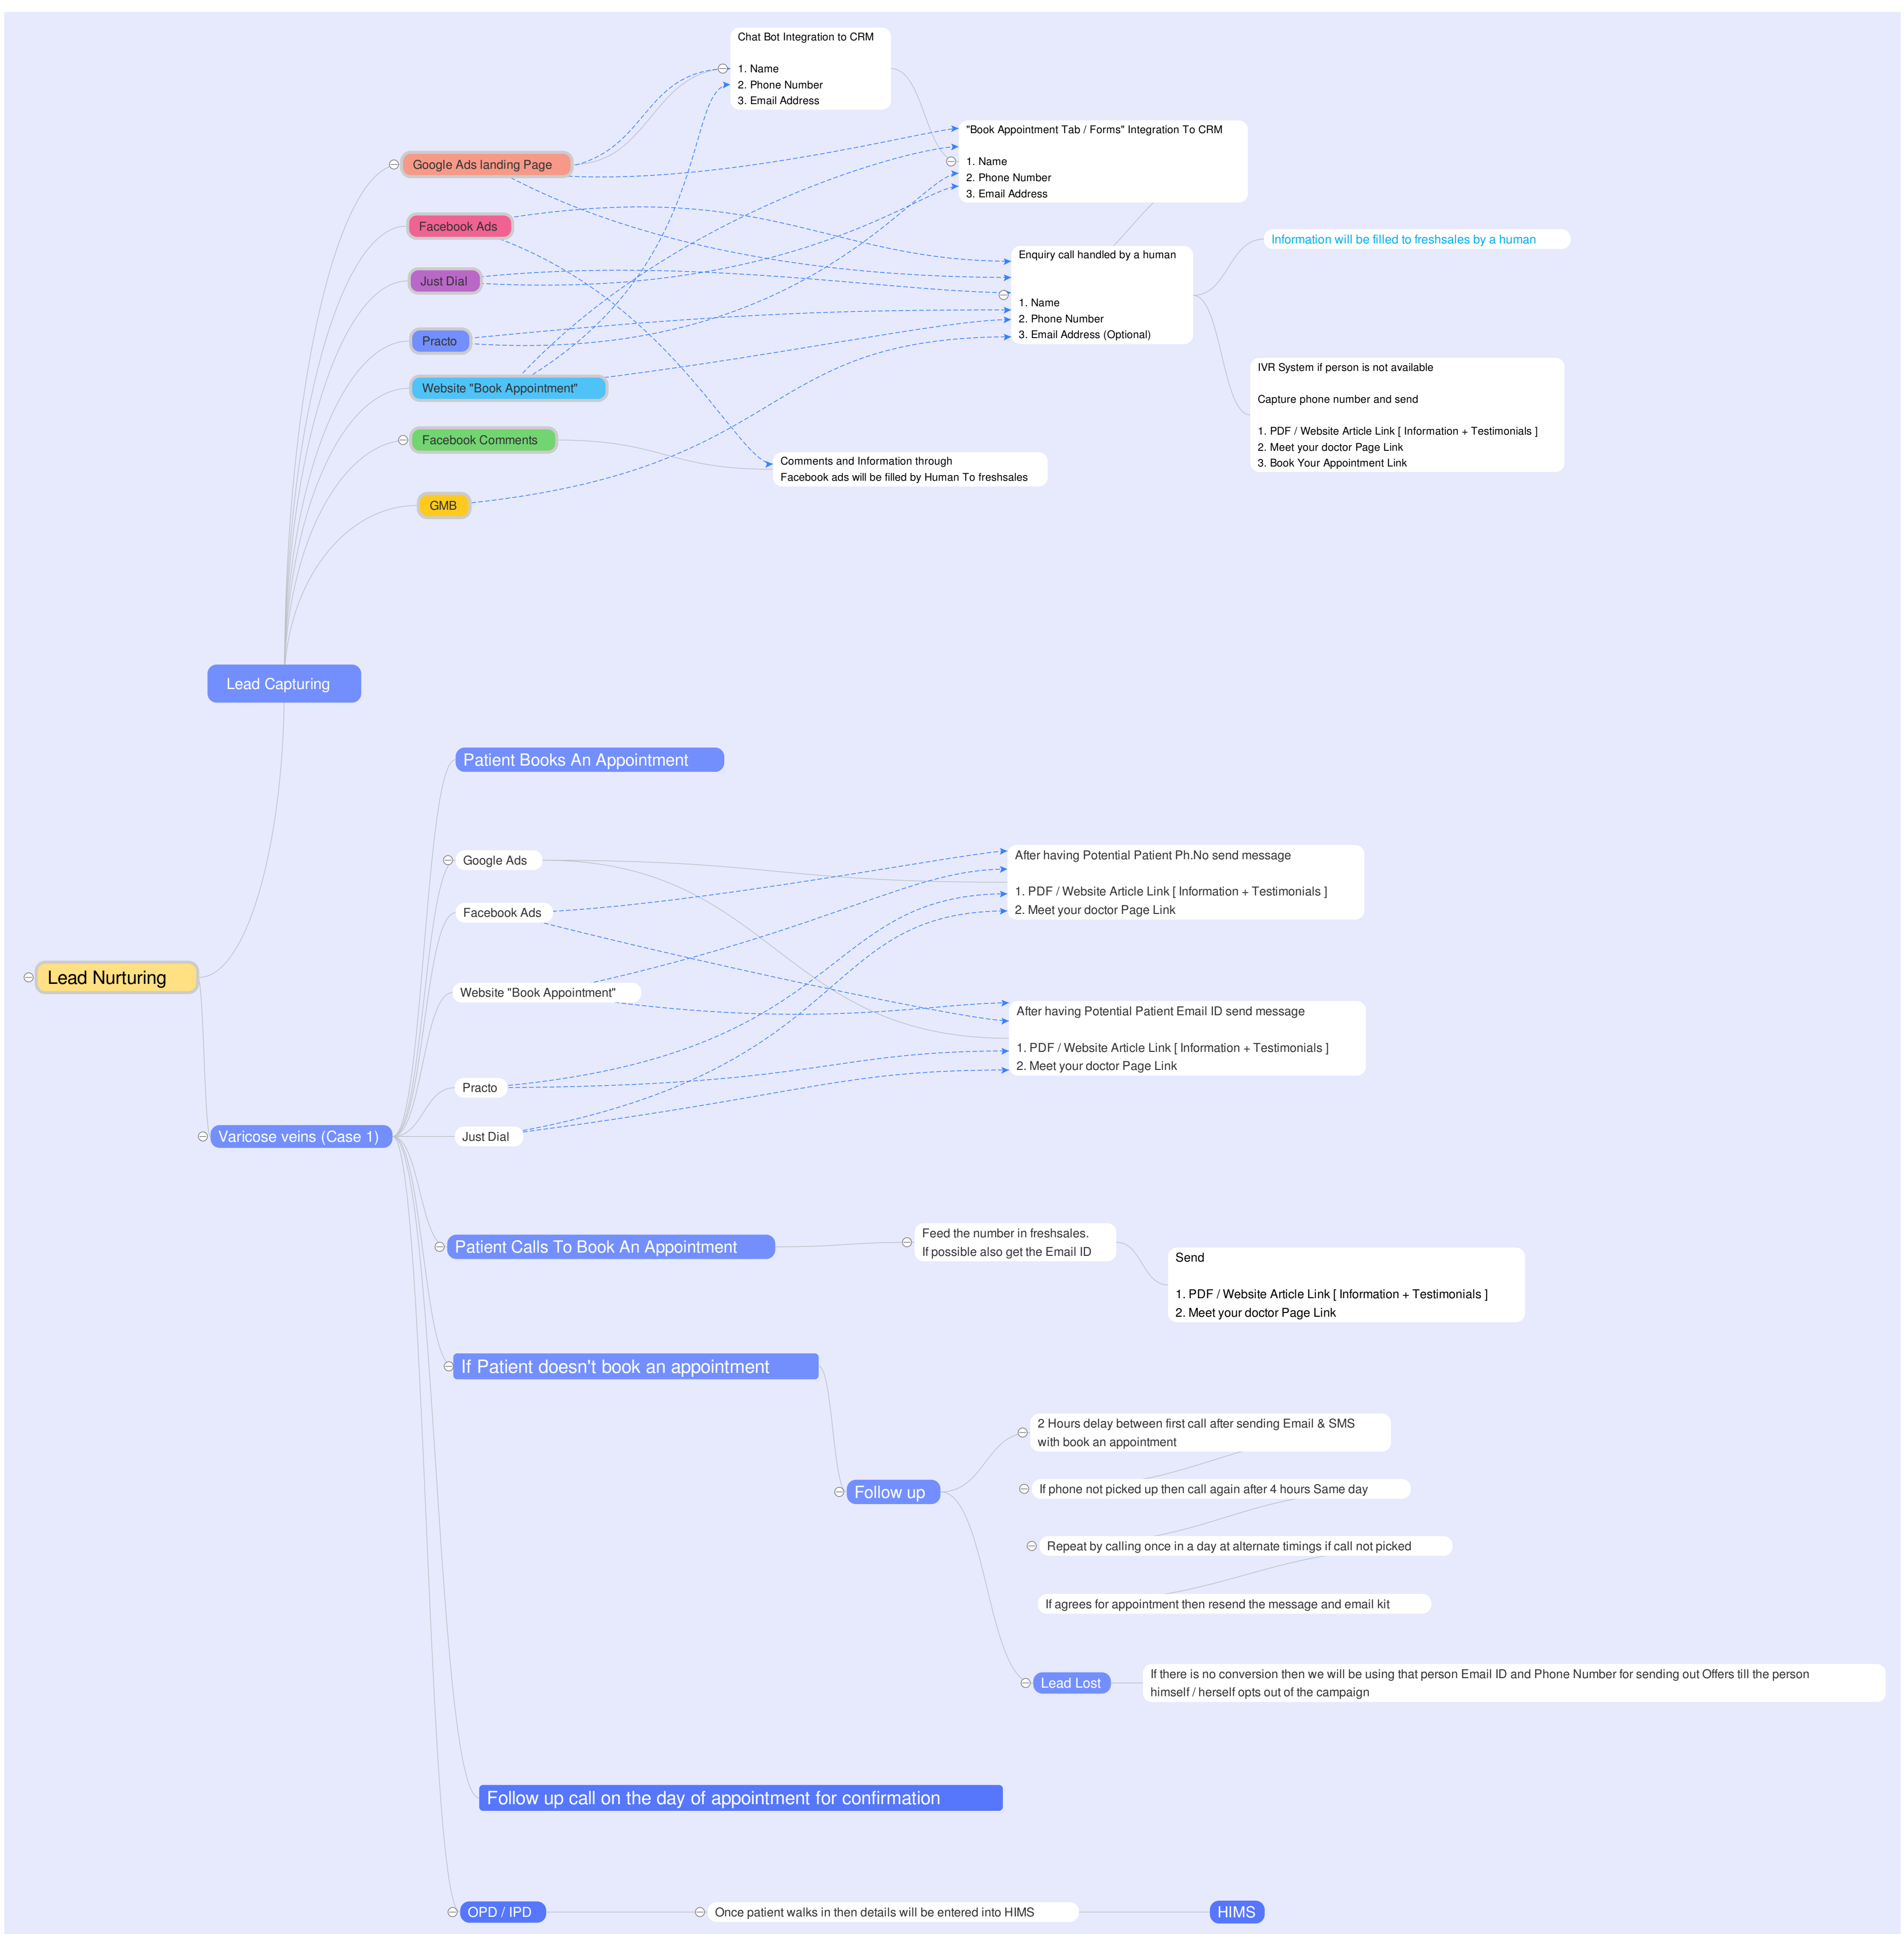 Chat Bot Integration to CRM
1. Name
2. Phone Number
3. Email Address
"Book Appointment Tab / Forms" Integration To CRM
1. Name
2. Phone Number
3. Email Address
Google Ads landing Page
Facebook Ads
Just Dial
Practo
Website "Book Appointment"
Facebook Comments
GMB
Enquiry call handled by a human
1. Name
2. Phone Number
3. Email Address (Optional)
Information will be filled to freshsales by a human
IVR System if person is not available
Capture phone number and send
1. PDF / Website Article Link [ Information + Testimonials ]
2. Meet your doctor Page Link
3. Book Your Appointment Link
Comments and Information through
Facebook ads will be filled by Human To freshsales
Lead Capturing
Patient Books An Appointment
Google Ads
Facebook Ads
Website "Book Appointment"
Practo
Just Dial
After having Potential Patient Ph.No send message
1. PDF / Website Article Link [ Information + Testimonials ]
2. Meet your doctor Page Link
After having Potential Patient Email ID send message
1. PDF / Website Article Link [ Information + Testimonials ]
2. Meet your doctor Page Link
Lead Nurturing
Varicose veins (Case 1)
Patient Calls To Book An Appointment
Feed the number in freshsales.
If possible also get the Email ID
Send
1. PDF / Website Article Link [ Information + Testimonials ]
2. Meet your doctor Page Link
If Patient doesn't book an appointment
Follow up
2 Hours delay between first call after sending Email & SMS
with book an appointment
If phone not picked up then call again after 4 hours Same day
Repeat by calling once in a day at alternate timings if call not picked
If agrees for appointment then resend the message and email kit
Lead Lost
If there is no conversion then we will be using that person Email ID and Phone Number for sending out Offers till the person
himself / herself opts out of the campaign
Follow up call on the day of appointment for confirmation
OPD / IPD
Once patient walks in then details will be entered into HIMS
HIMS